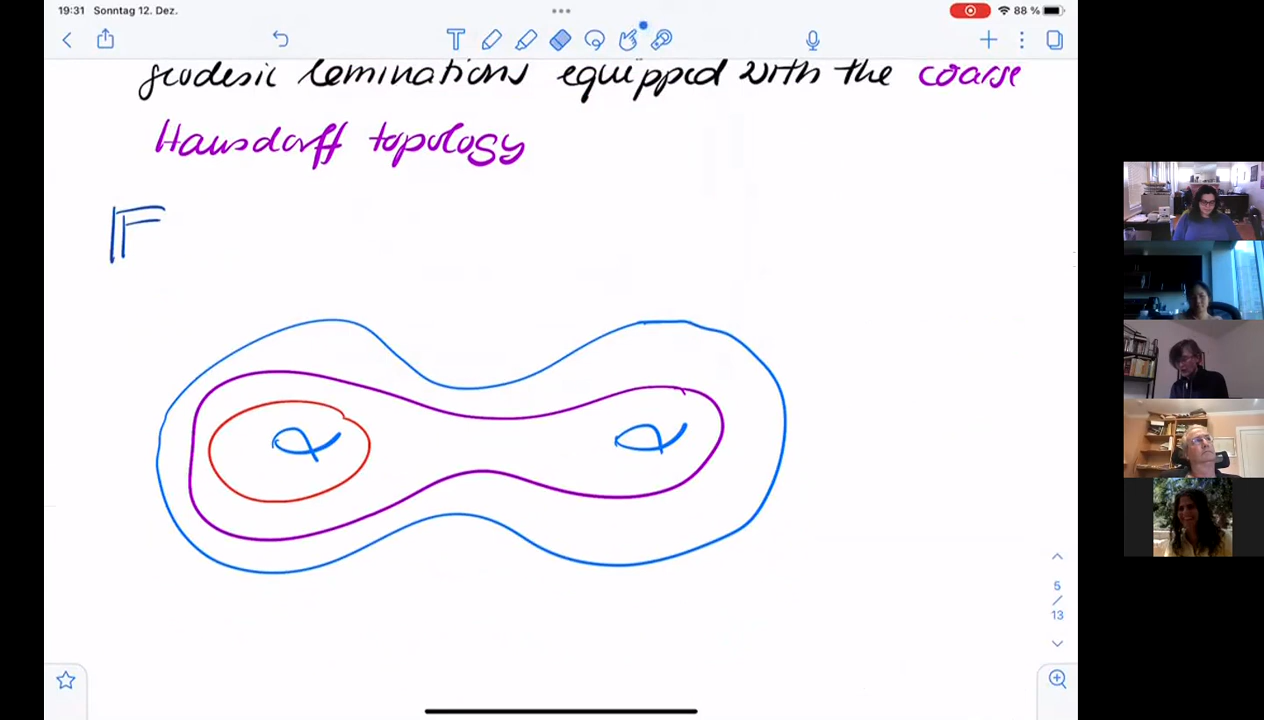 19:31 Sonntag 12. Dez.
88 %
geodesic laminations equipped with the coarse
Hausdorff topology
F
5
/
13